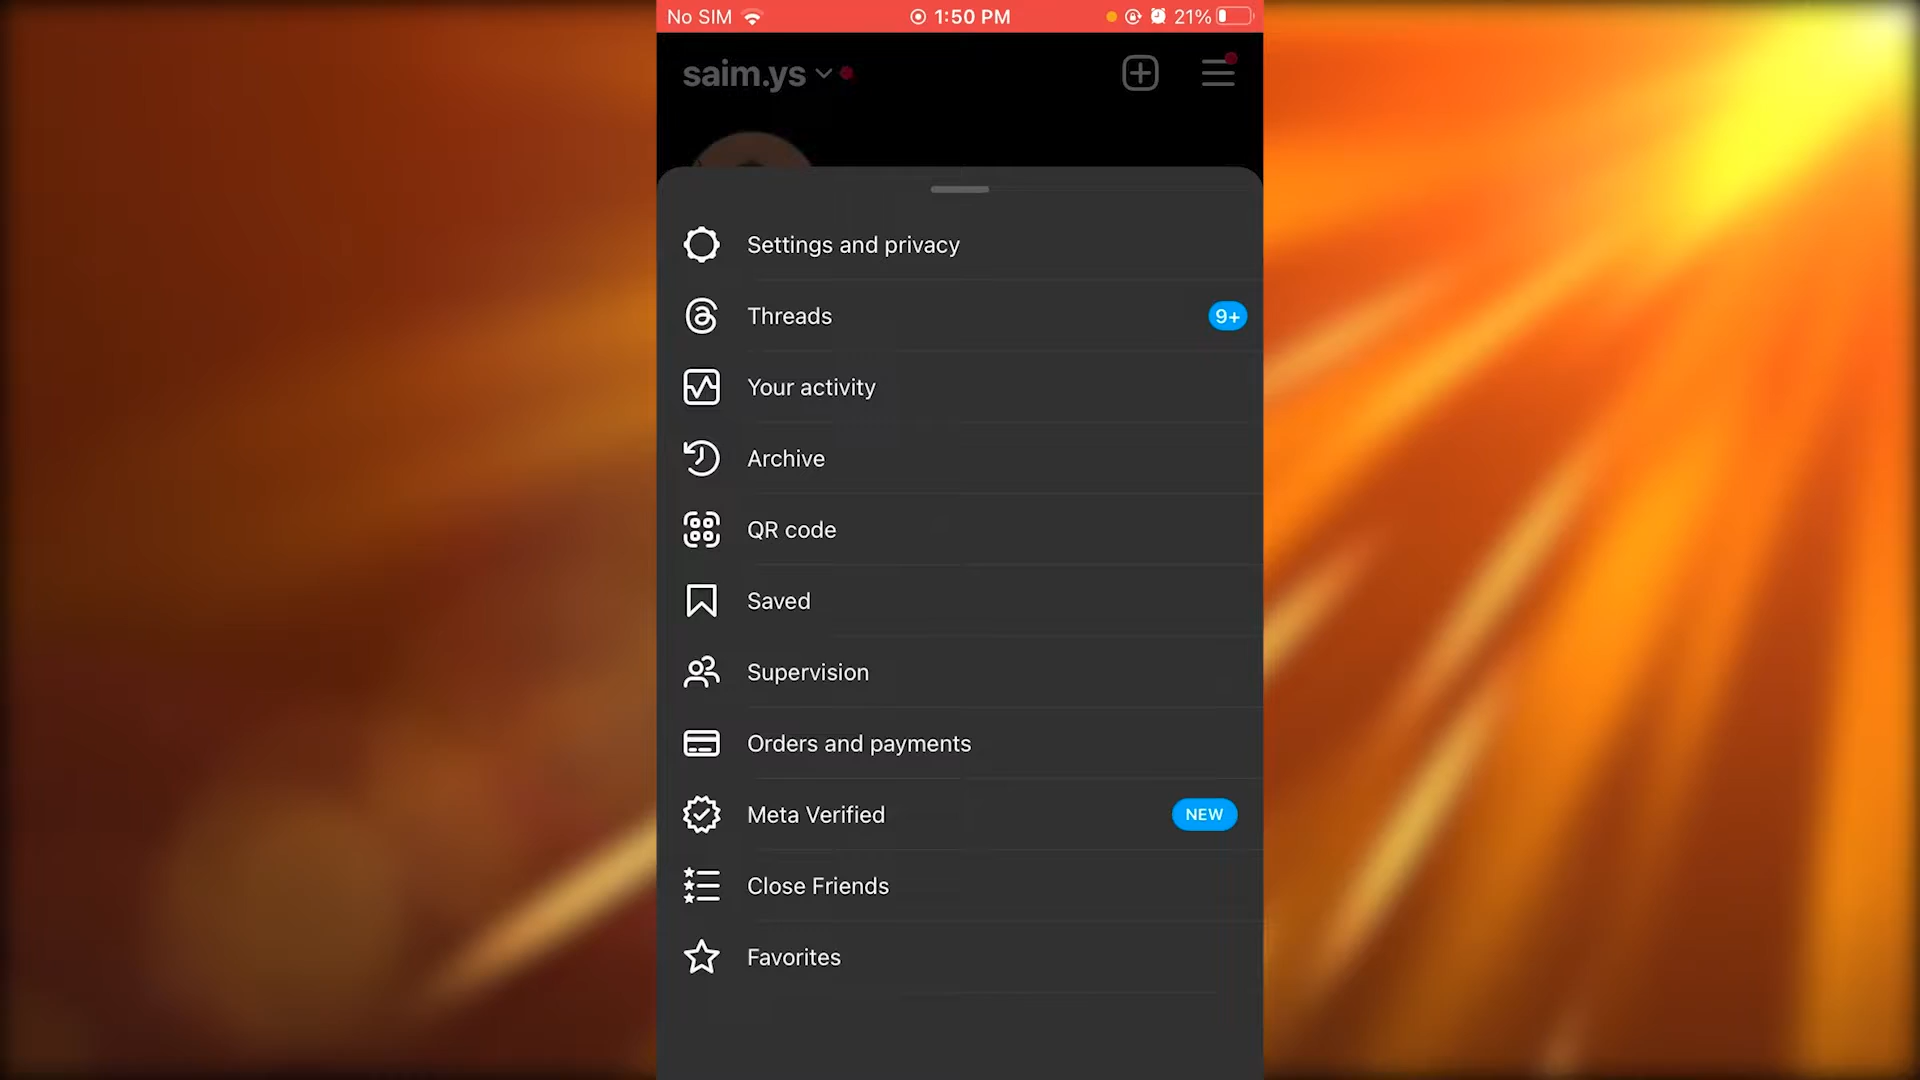 No SIM 1:50 PM 21%
saim.ys
Settings and privacy
Threads 9+
Your activity
Archive
QR code
Saved
Supervision
Orders and payments
Meta Verified NEW
Close Friends
Favorites